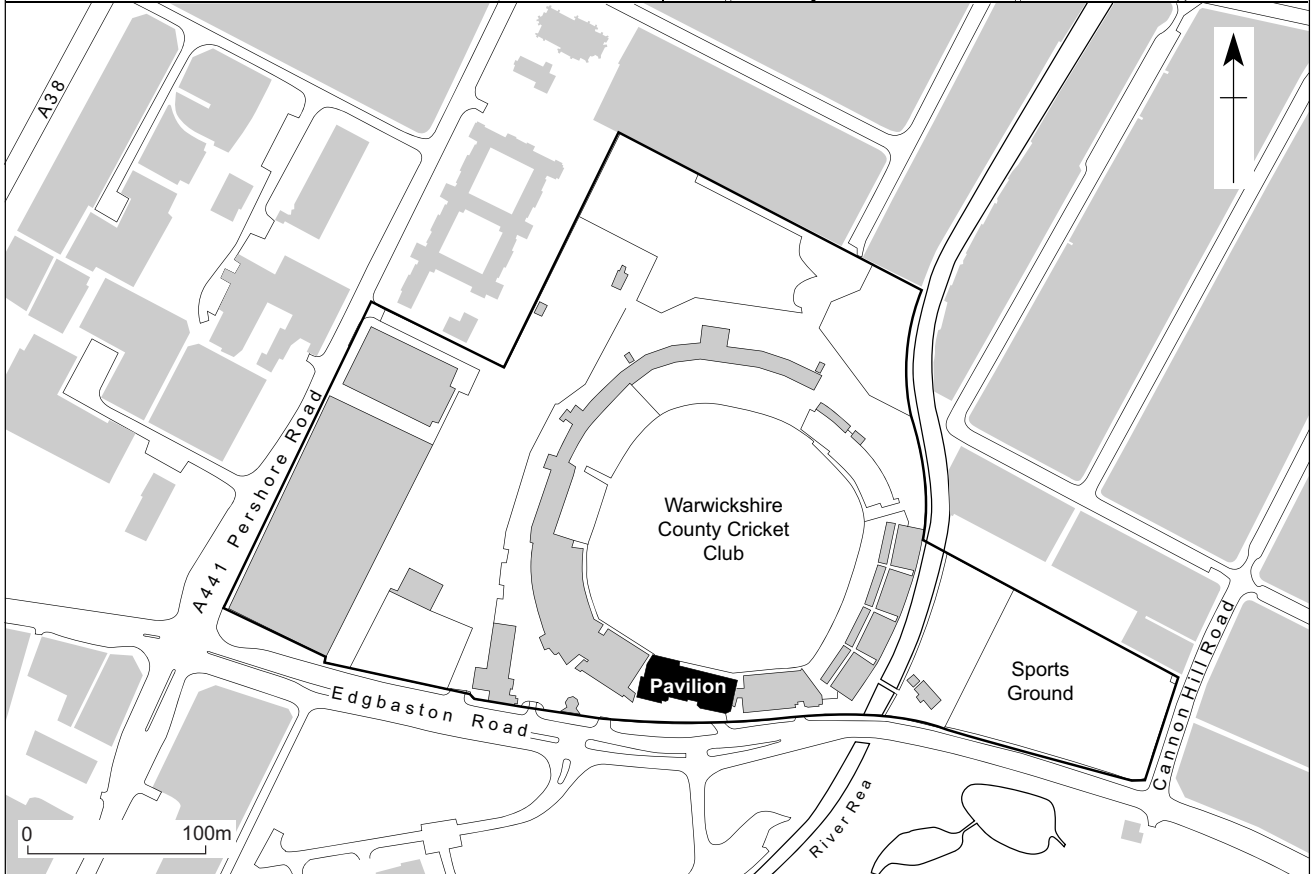 A38
A441 Pershore Road
Warwickshire
County Cricket
Club
Pavilion
Sports
Ground
Edgbaston Road
Cannon Hill Road
River Rea
0 100m